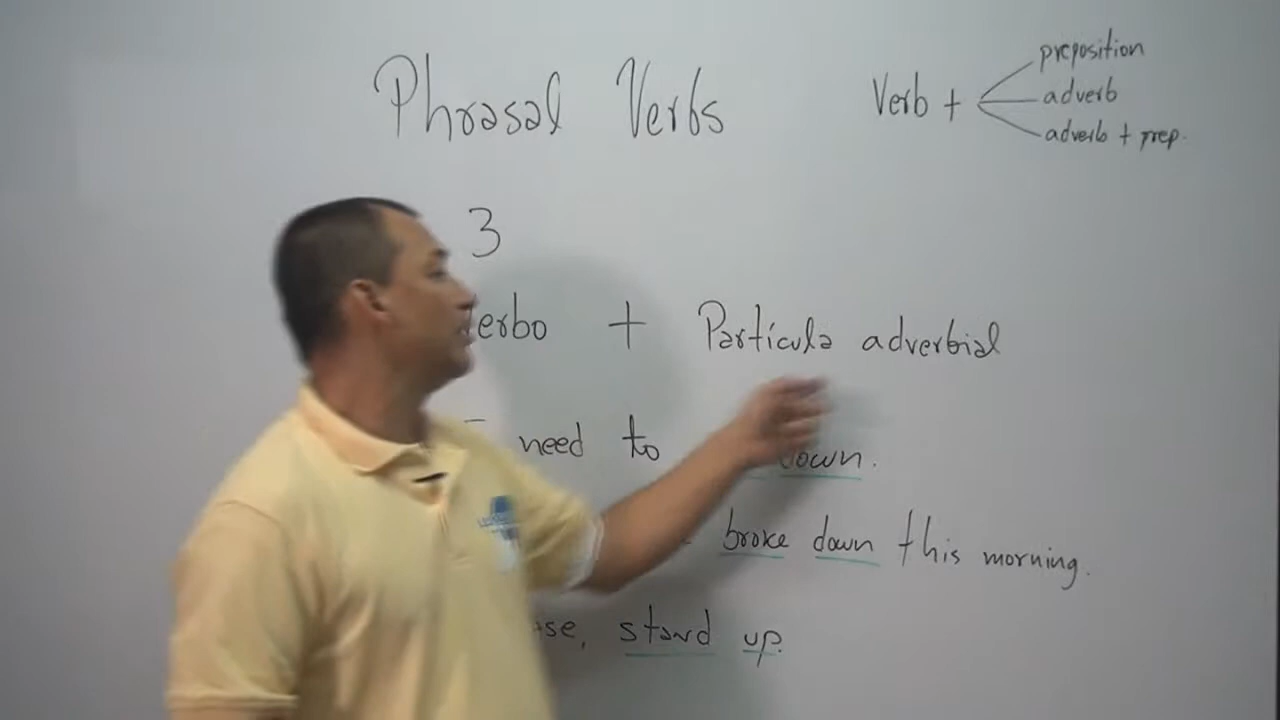 Phrasal Verbs
Verb +
preposition
adverb
adverb + prep.
3
erbo + Partícula adverbial
need to down.
broke down this morning.
stand up.